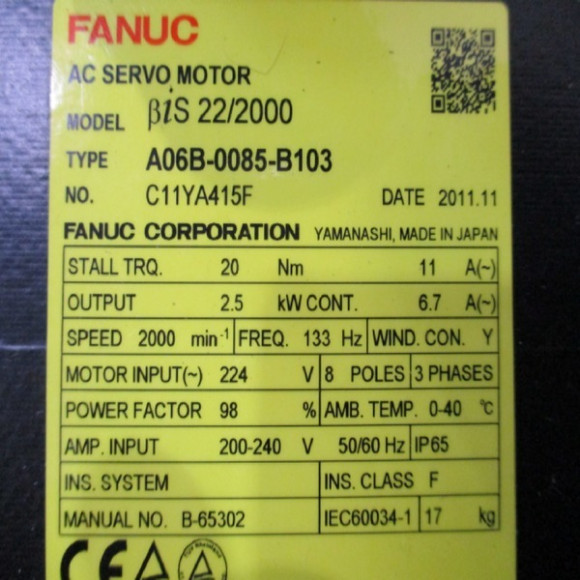 FANUC
AC SERVO MOTOR
MODEL βiS 22/2000
TYPE A06B-0085-B103
NO. C11YA415F DATE 2011.11
FANUC CORPORATION YAMANASHI, MADE IN JAPAN
STALL TRQ. 20 Nm 11 A(~)
OUTPUT 2.5 kW CONT. 6.7 A(~)
SPEED 2000 min⁻¹ FREQ. 133 Hz WIND. CON. Y
MOTOR INPUT(~) 224 V 8 POLES 3 PHASES
POWER FACTOR 98 % AMB. TEMP. 0-40 ℃
AMP. INPUT 200-240 V 50/60 Hz IP65
INS. SYSTEM INS. CLASS F
MANUAL NO. B-65302 IEC60034-1 17 kg
CE